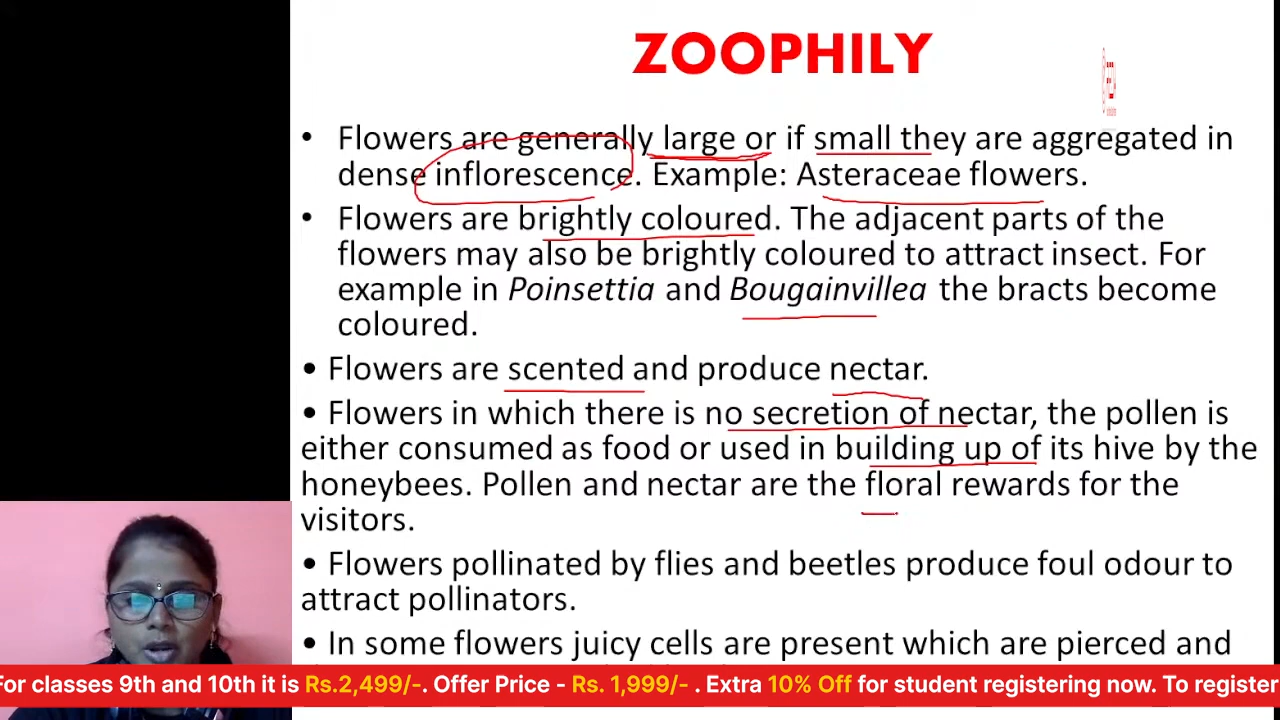 ZOOPHILY
• Flowers are generally large or if small they are aggregated in
dense inflorescence. Example: Asteraceae flowers.
• Flowers are brightly coloured. The adjacent parts of the
flowers may also be brightly coloured to attract insect. For
example in Poinsettia and Bougainvillea the bracts become
coloured.
• Flowers are scented and produce nectar.
• Flowers in which there is no secretion of nectar, the pollen is
either consumed as food or used in building up of its hive by the
honeybees. Pollen and nectar are the floral rewards for the
visitors.
• Flowers pollinated by flies and beetles produce foul odour to
attract pollinators.
• In some flowers juicy cells are present which are pierced and
For classes 9th and 10th it is Rs.2,499/-. Offer Price - Rs. 1,999/- . Extra 10% Off for student registering now. To register